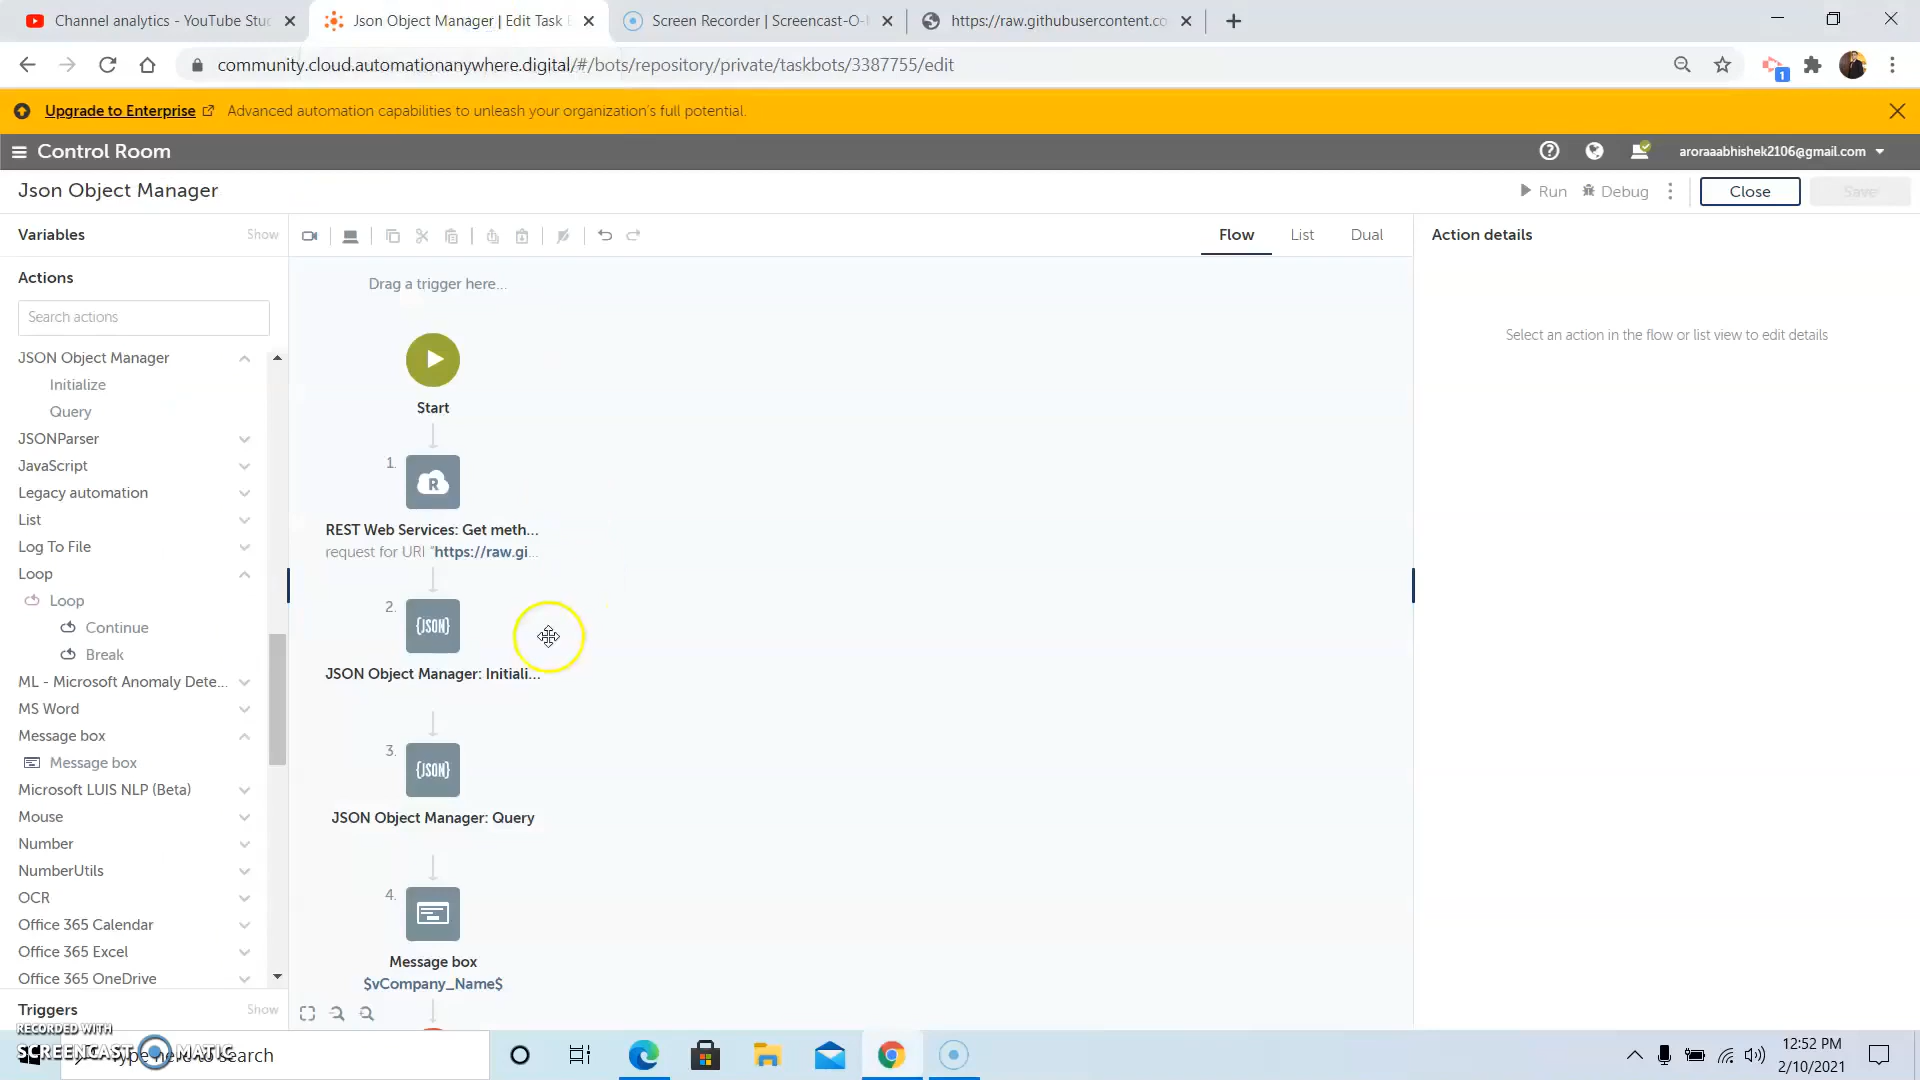 Channel analytics - YouTube Stu
Json Object Manager | Edit Task
Screen Recorder | Screencast-O-
https://raw.githubusercontent.co
community.cloud.automationanywhere.digital/#/bots/repository/private/taskbots/3387755/edit
1
Upgrade to Enterprise
Advanced automation capabilities to unleash your organization's full potential.
Control Room
aroraaabhishek2106@gmail.com
Json Object Manager
Run
Debug
Close
Save
Variables
Show
Flow
List
Dual
Action details
Actions
Search actions
Drag a trigger here...
Select an action in the flow or list view to edit details
JSON Object Manager
Initialize
Query
JSONParser
JavaScript
Legacy automation
List
Log To File
Loop
Loop
Continue
Break
ML - Microsoft Anomaly Dete...
MS Word
Message box
Message box
Microsoft LUIS NLP (Beta)
Mouse
Number
NumberUtils
OCR
Office 365 Calendar
Office 365 Excel
Office 365 OneDrive
Triggers
Show
Start
1.
R
REST Web Services: Get meth...
request for URI "https://raw.gi...
2.
{JSON}
JSON Object Manager: Initiali...
3.
{JSON}
JSON Object Manager: Query
4.
Message box
$vCompany_Name$
RECORDED WITH
SCREENCAST MATIC
Type here to search
12:52 PM
2/10/2021